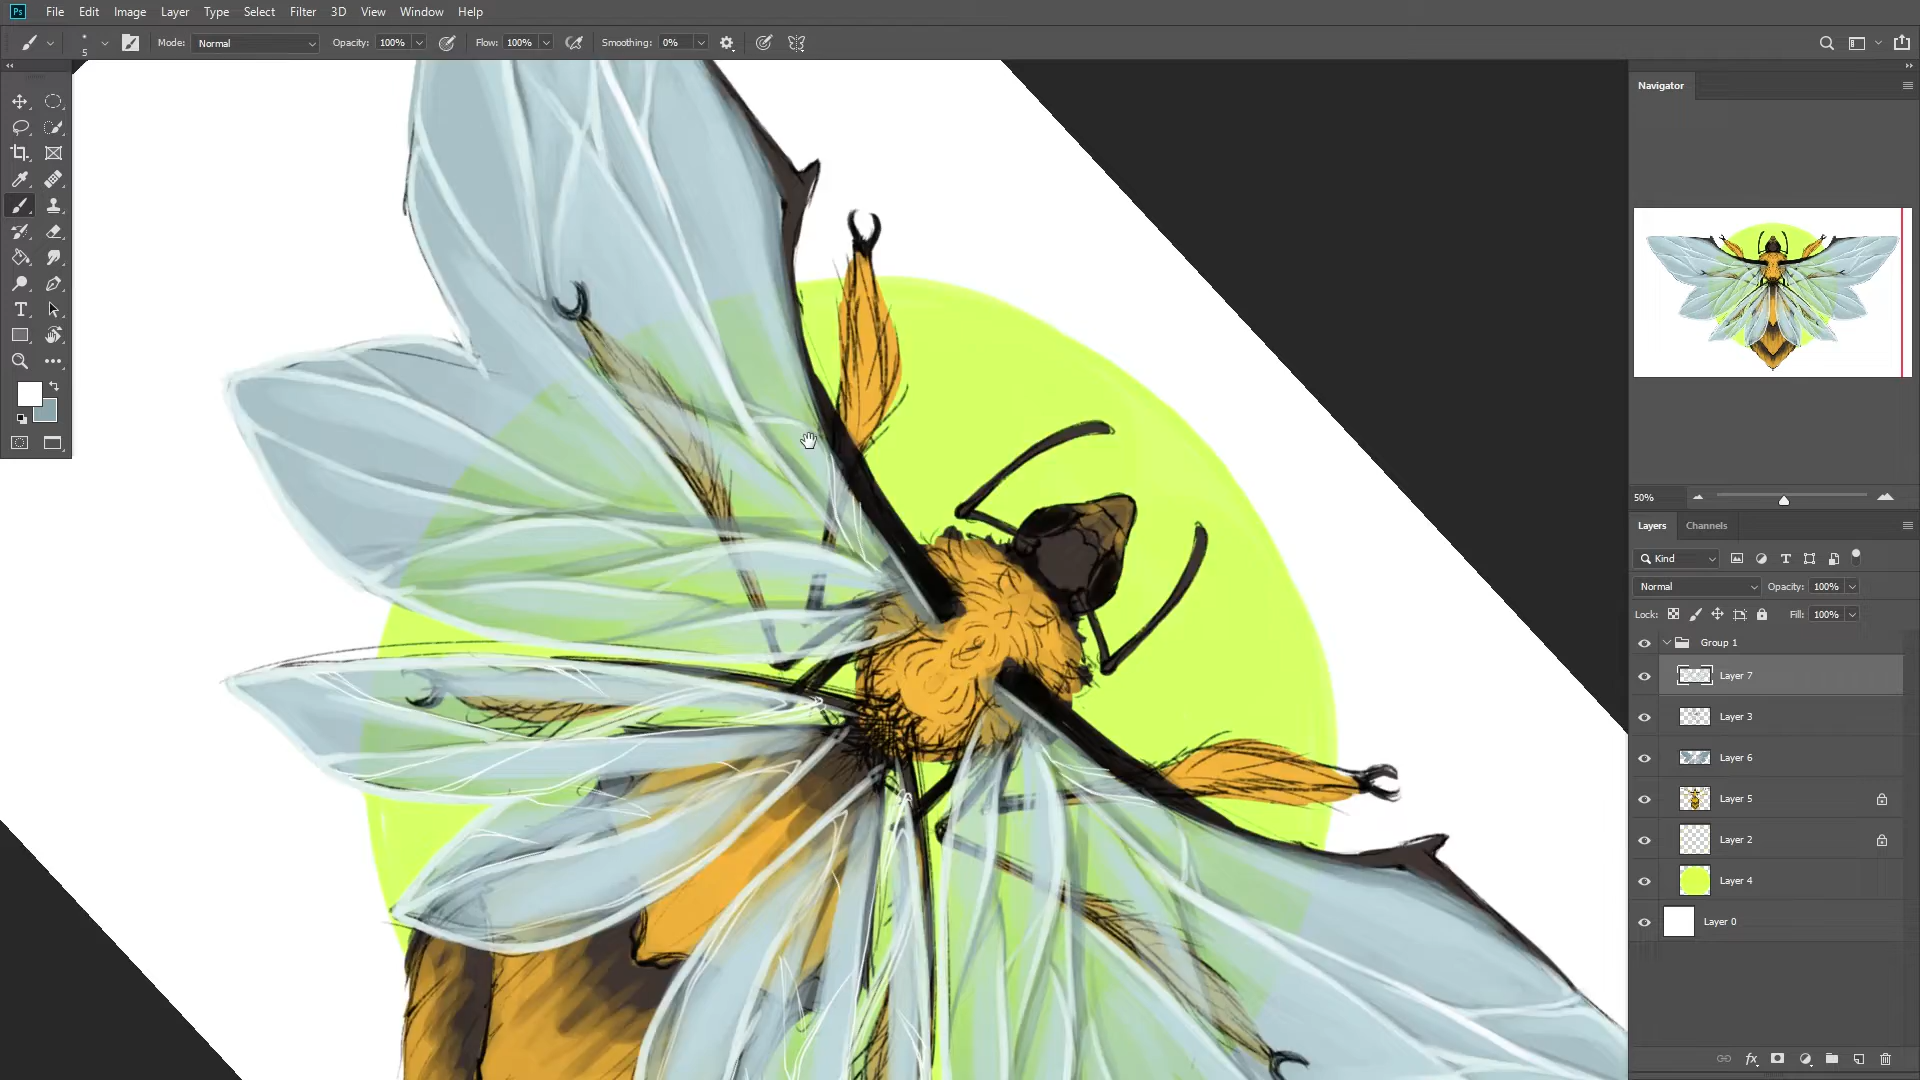 Ps File Edit Image Layer Type Select Filter 3D View Window Help
5 Mode: Normal Opacity: 100% Flow: 100% Smoothing: 0%
Navigator
50%
Layers Channels
Kind
Normal Opacity: 100%
Lock: Fill: 100%
Group 1
Layer 7
Layer 3
Layer 6
Layer 5
Layer 2
Layer 4
Layer 0
fx